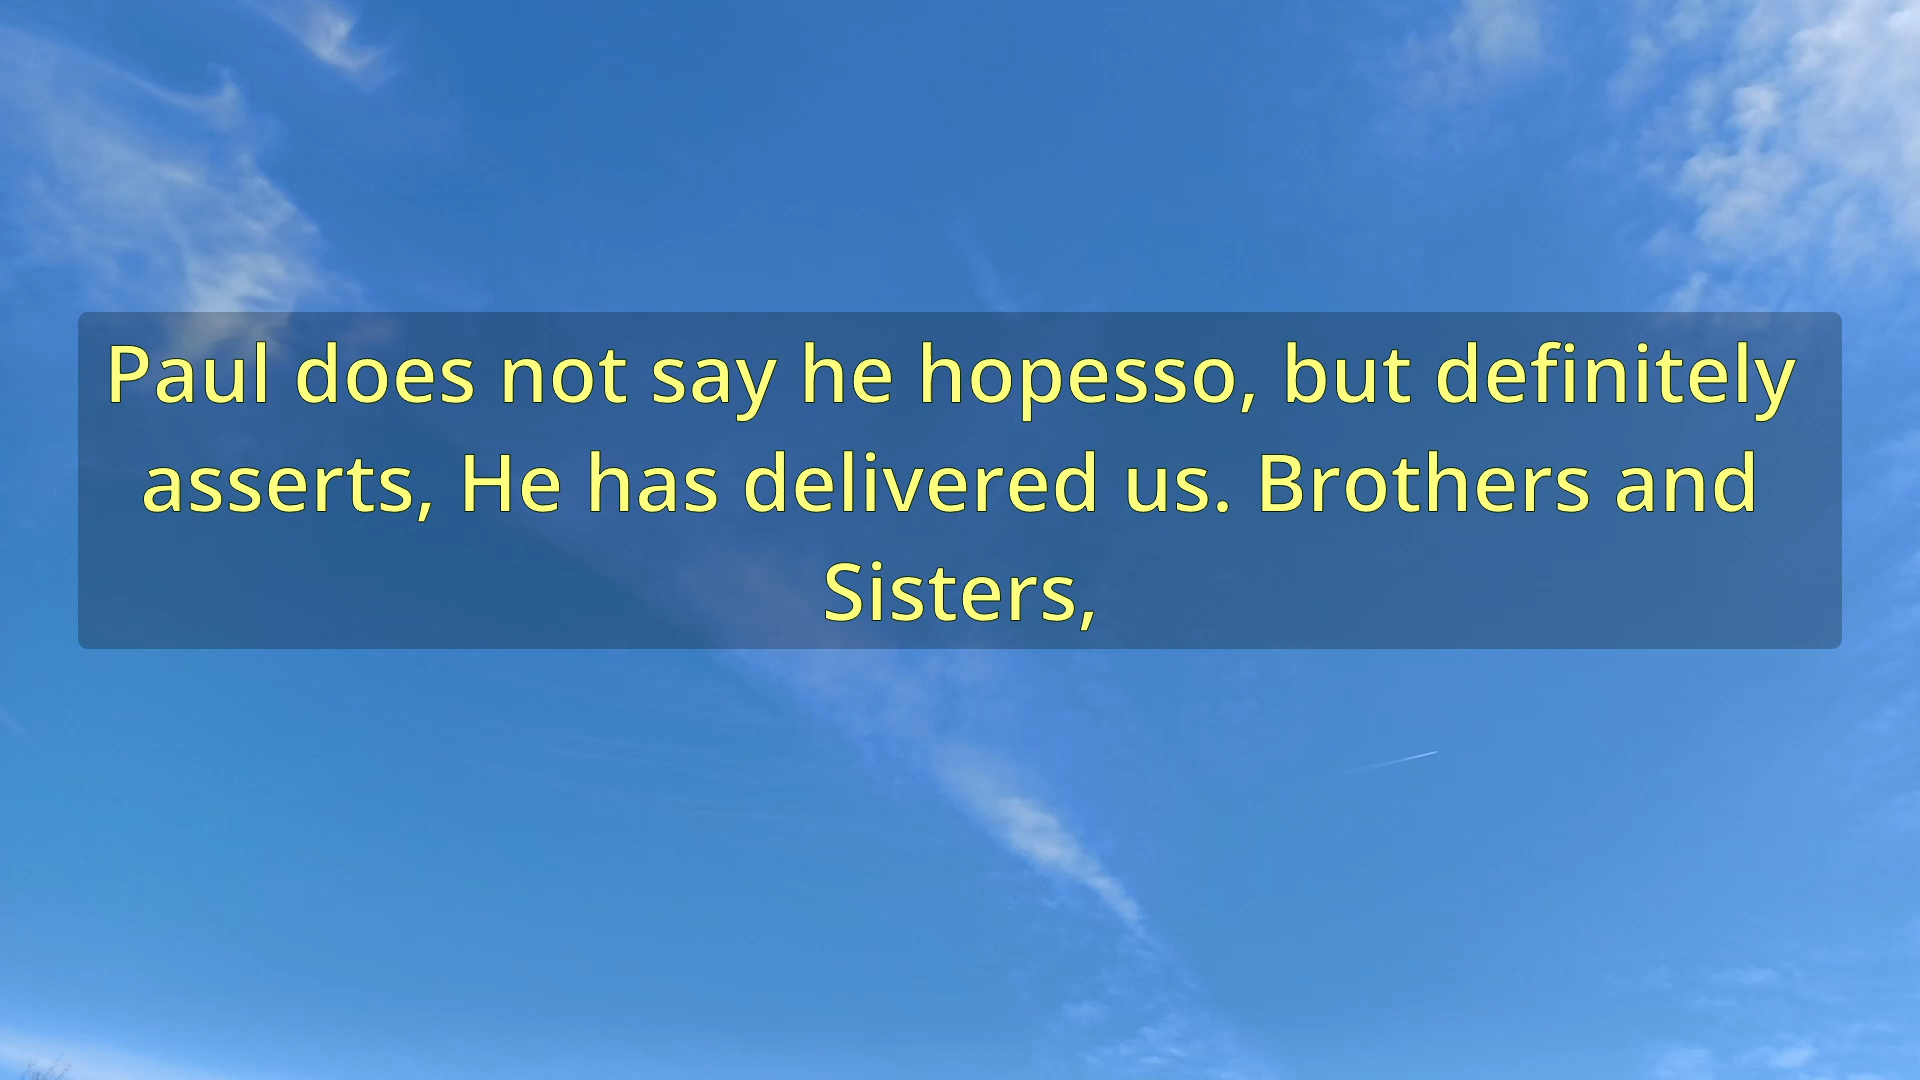 Paul does not say he hopesso, but definitely
asserts, He has delivered us. Brothers and
Sisters,